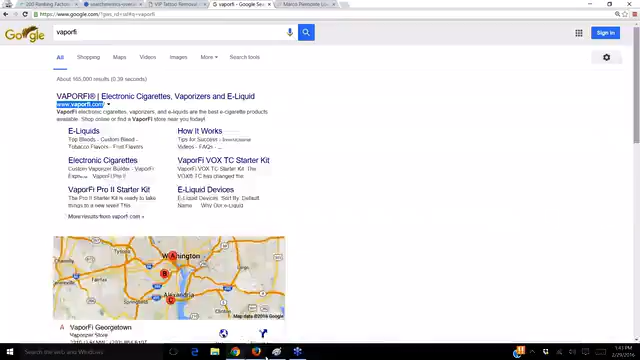 200 Ranking Factors
VIP Tattoo Removal
vaporfi - Google Sea
https://www.google.com/?gws_rd=ssl#q=vaporfi
Google
vaporfi
Sign in
All Shopping Maps Videos Images More Search tools
About 165,000 results (0.39 seconds)
VAPORFI® | Electronic Cigarettes, Vaporizers and E-Liquid
www.vaporfi.com/
VaporFi electronic cigarettes, vaporizers, and e-liquids are the best e-cigarette products
available. Shop online or find a VaporFi store near you today!
E-Liquids
Top Blends - Custom Blend -
Tobacco Flavors - Fruit Flavors
How It Works
Tips for Success -
Videos - FAQs -
Electronic Cigarettes
Custom Vaporizer Builder - VaporFi
Express - VaporFi Pro II
VaporFi VOX TC Starter Kit
VaporFi VOX TC Starter Kit. The
VOX TC has changed the
VaporFi Pro II Starter Kit
The Pro II Starter Kit is ready to take
things to a new level. This
E-Liquid Devices
E-Liquid Devices. Sort By. Default.
Name
More results from vaporfi.com »
Washington
Fairfax
Alexandria
Springfield
Clinton
A
B
C
Map data ©2016 Google
A VaporFi Georgetown
Vaporizer Store
Search the web and Windows
1:43 PM
2/29/2016